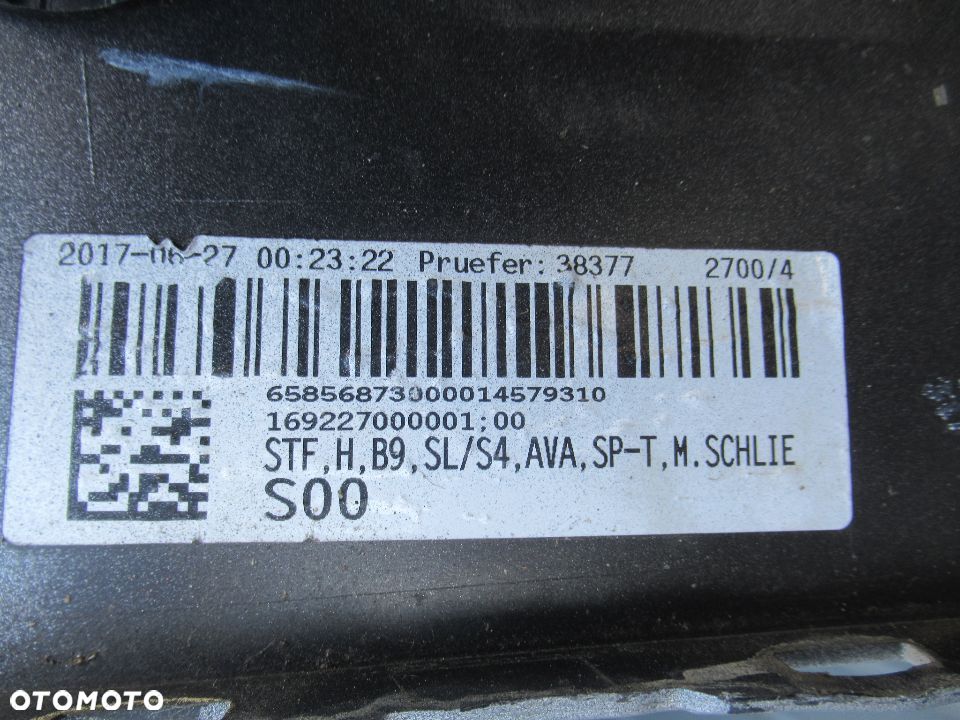 2017-06-27 00:23:22 Pruefer: 38377 2700/4
658568730000014579310
169227000001;00
STF,H,B9,SL/S4,AVA,SP-T,M.SCHLIE
S00
OTOMOTO